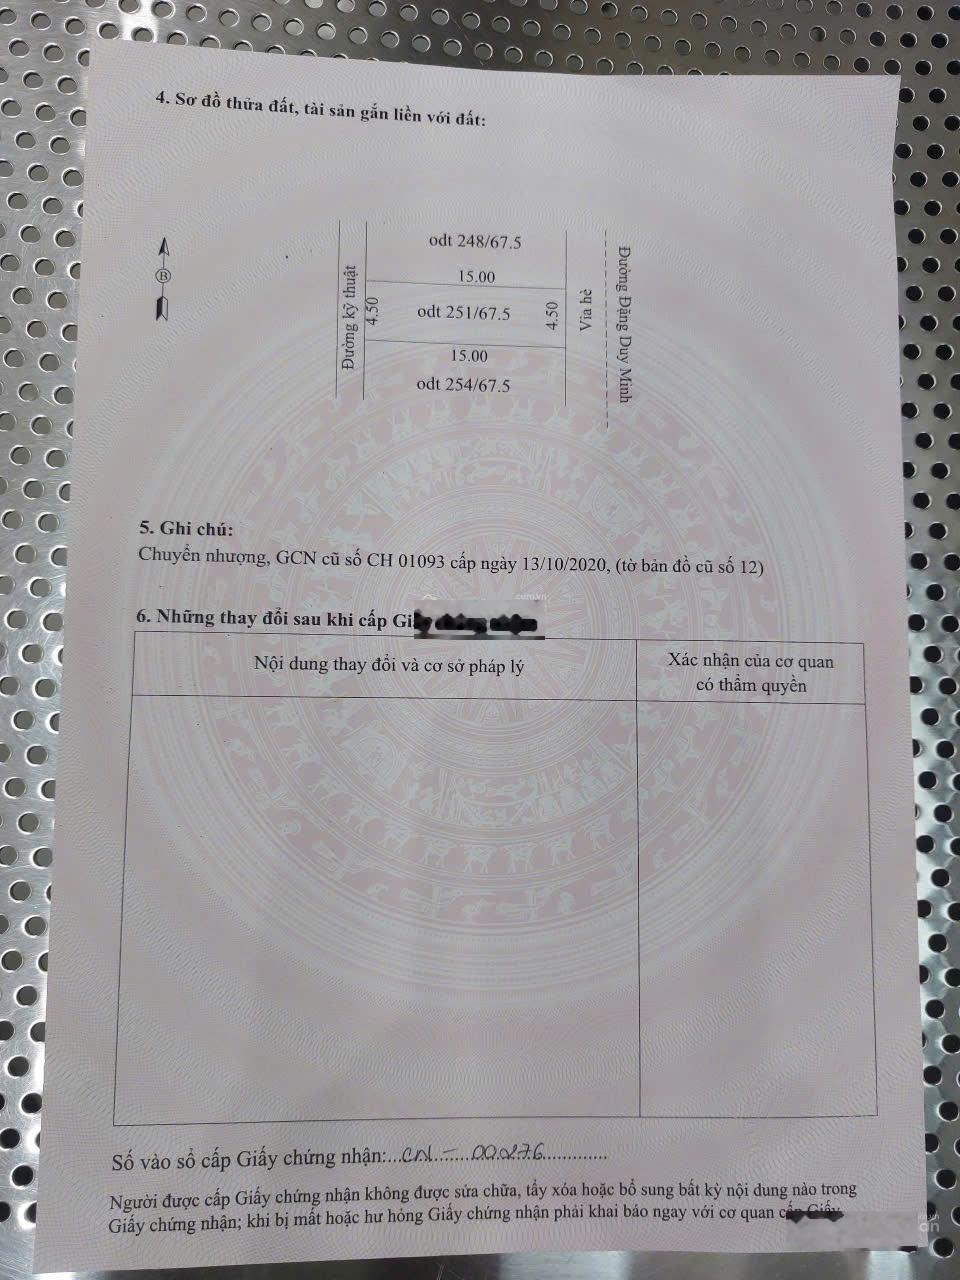 4. Sơ đồ thửa đất, tài sản gắn liền với đất:
B
odt 248/67.5
15.00
Đường kỹ thuật
4.50
odt 251/67.5
4.50
Vỉa hè
Đường Đặng Duy Minh
15.00
odt 254/67.5
5. Ghi chú:
Chuyển nhượng, GCN cũ số CH 01093 cấp ngày 13/10/2020, (tờ bản đồ cũ số 12)
6. Những thay đổi sau khi cấp
Nội dung thay đổi và cơ sở pháp lý
Xác nhận của cơ quan
có thẩm quyền
Số vào sổ cấp Giấy chứng nhận:...CN......00276............
Người được cấp Giấy chứng nhận không được sửa chữa, tẩy xóa hoặc bổ sung bất kỳ nội dung nào trong
Giấy chứng nhận; khi bị mất hoặc hư hỏng Giấy chứng nhận phải khai báo ngay với cơ quan cấp Giấy